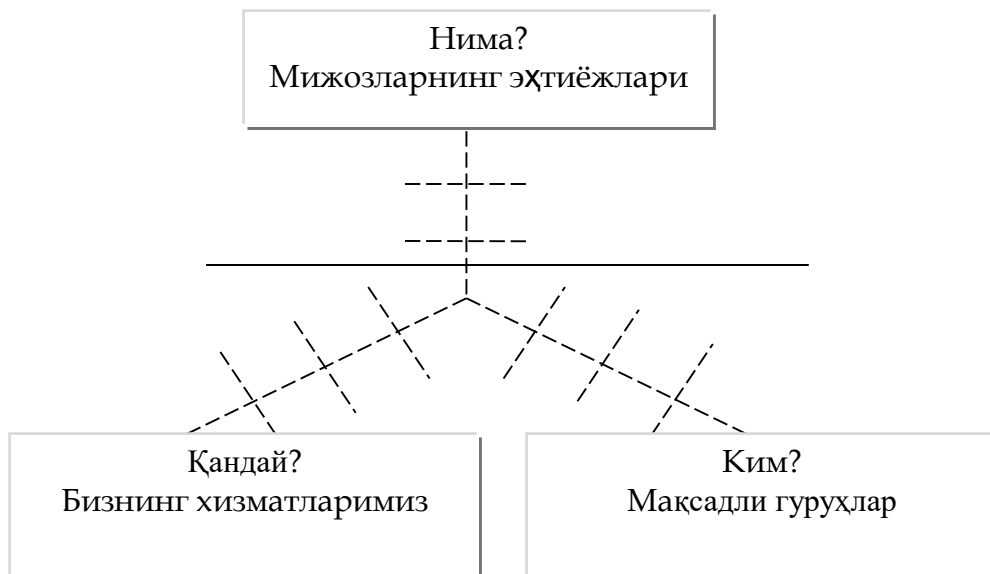 Нима?
Мижозларнинг эҳтиёжлари
Қандай?
Бизнинг хизматларимиз
Ким?
Мақсадли гуруҳлар